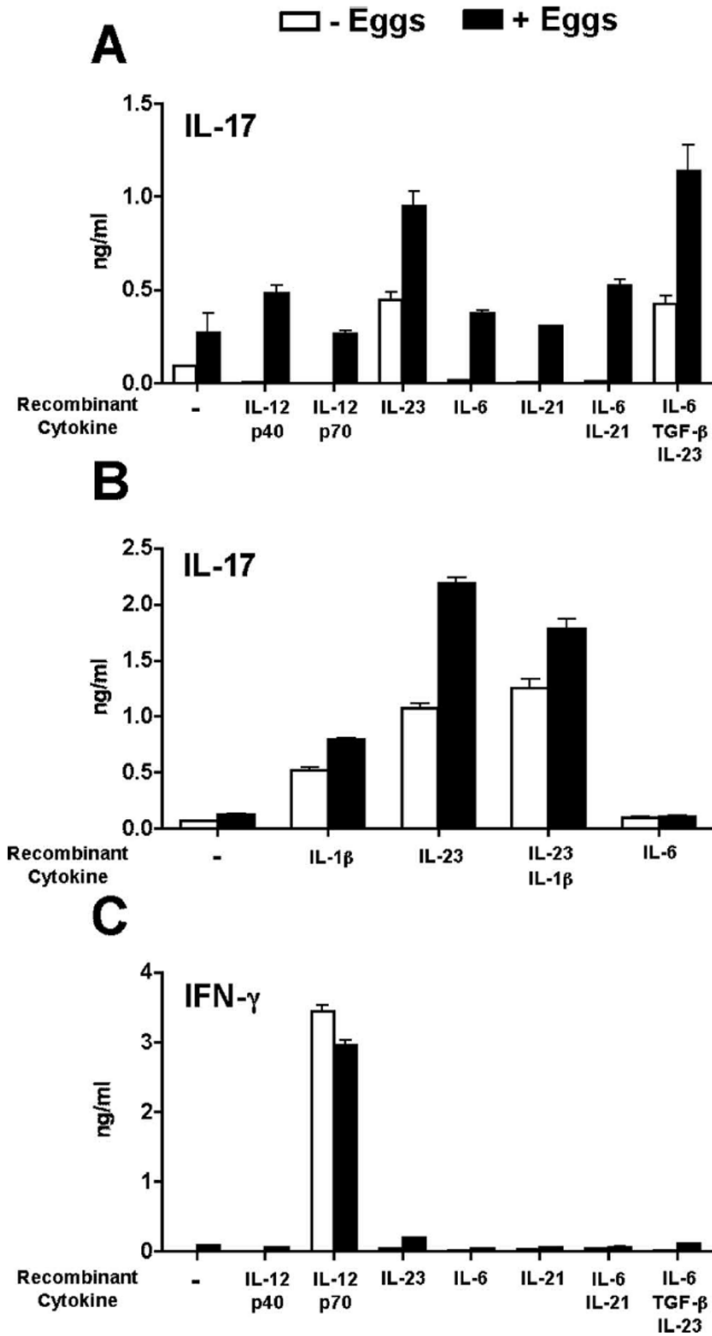 - Eggs + Eggs
A
IL-17
1.5
1.0
0.5
0.0
ng/ml
Recombinant - IL-12 IL-12 IL-23 IL-6 IL-21 IL-6 IL-6
Cytokine p40 p70 IL-21 TGF-β
IL-23
B
IL-17
2.5
2.0
1.5
1.0
0.5
0.0
ng/ml
Recombinant - IL-1β IL-23 IL-23 IL-6
Cytokine IL-1β
C
IFN-γ
4
3
2
1
0
ng/ml
Recombinant - IL-12 IL-12 IL-23 IL-6 IL-21 IL-6 IL-6
Cytokine p40 p70 IL-21 TGF-β
IL-23